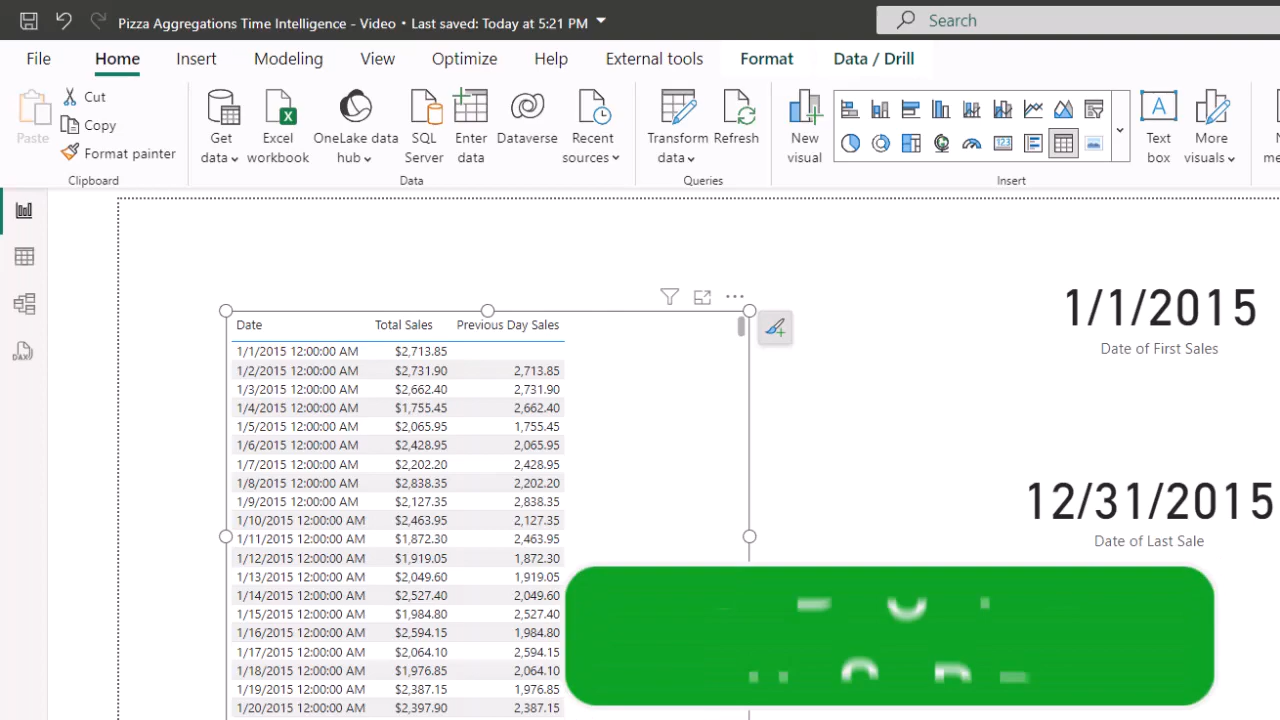 Pizza Aggregations Time Intelligence - Video • Last saved: Today at 5:21 PM
Search
File Home Insert Modeling View Optimize Help External tools Format Data / Drill
Paste
Cut
Copy
Format painter
Clipboard
Get data
Excel workbook
OneLake data hub
SQL Server
Enter data
Dataverse
Recent sources
Data
Transform data
Refresh
Queries
New visual
Text box
More visuals
Insert
1/1/2015
Date of First Sales
12/31/2015
Date of Last Sale
Date Total Sales Previous Day Sales
1/1/2015 12:00:00 AM $2,713.85
1/2/2015 12:00:00 AM $2,731.90 2,713.85
1/3/2015 12:00:00 AM $2,662.40 2,731.90
1/4/2015 12:00:00 AM $1,755.45 2,662.40
1/5/2015 12:00:00 AM $2,065.95 1,755.45
1/6/2015 12:00:00 AM $2,428.95 2,065.95
1/7/2015 12:00:00 AM $2,202.20 2,428.95
1/8/2015 12:00:00 AM $2,838.35 2,202.20
1/9/2015 12:00:00 AM $2,127.35 2,838.35
1/10/2015 12:00:00 AM $2,463.95 2,127.35
1/11/2015 12:00:00 AM $1,872.30 2,463.95
1/12/2015 12:00:00 AM $1,919.05 1,872.30
1/13/2015 12:00:00 AM $2,049.60 1,919.05
1/14/2015 12:00:00 AM $2,527.40 2,049.60
1/15/2015 12:00:00 AM $1,984.80 2,527.40
1/16/2015 12:00:00 AM $2,594.15 1,984.80
1/17/2015 12:00:00 AM $2,064.10 2,594.15
1/18/2015 12:00:00 AM $1,976.85 2,064.10
1/19/2015 12:00:00 AM $2,387.15 1,976.85
1/20/2015 12:00:00 AM $2,397.90 2,387.15